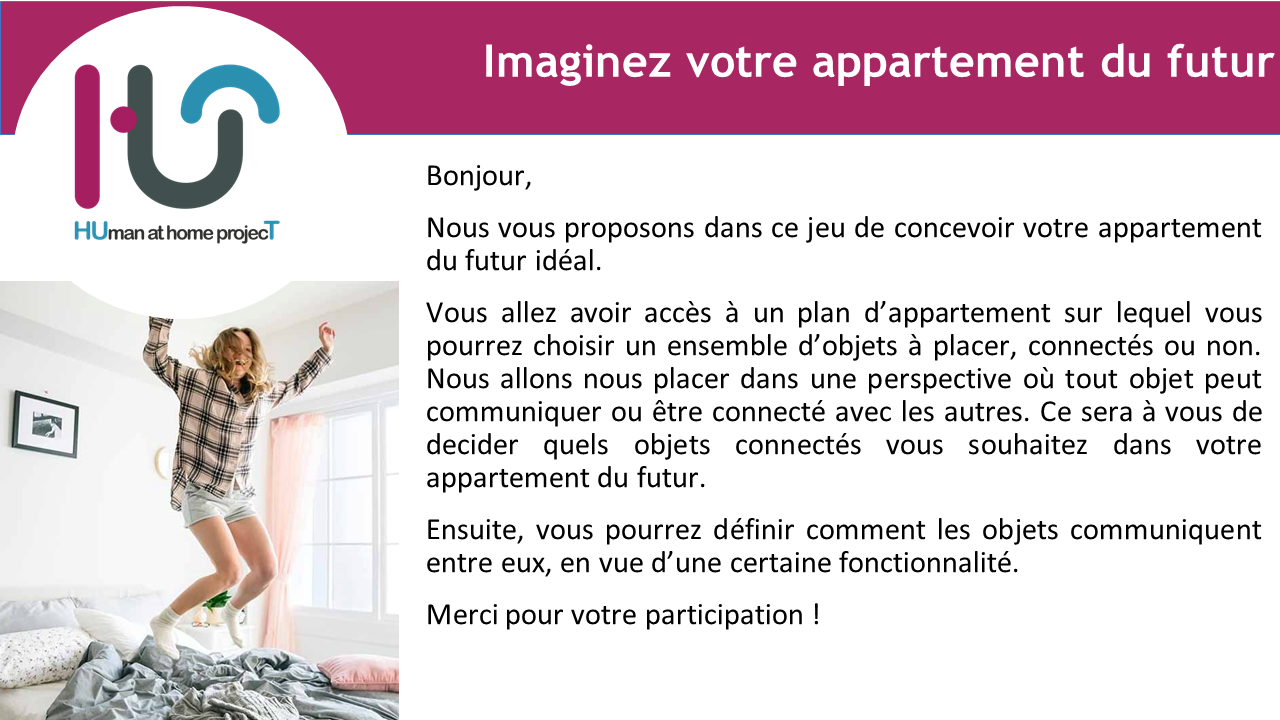 Imaginez votre appartement du futur
HUman at home projecT
Bonjour,
Nous vous proposons dans ce jeu de concevoir votre appartement
du futur idéal.
Vous allez avoir accès à un plan d’appartement sur lequel vous
pourrez choisir un ensemble d’objets à placer, connectés ou non.
Nous allons nous placer dans une perspective où tout objet peut
communiquer ou être connecté avec les autres. Ce sera à vous de
decider quels objets connectés vous souhaitez dans votre
appartement du futur.
Ensuite, vous pourrez définir comment les objets communiquent
entre eux, en vue d’une certaine fonctionnalité.
Merci pour votre participation !